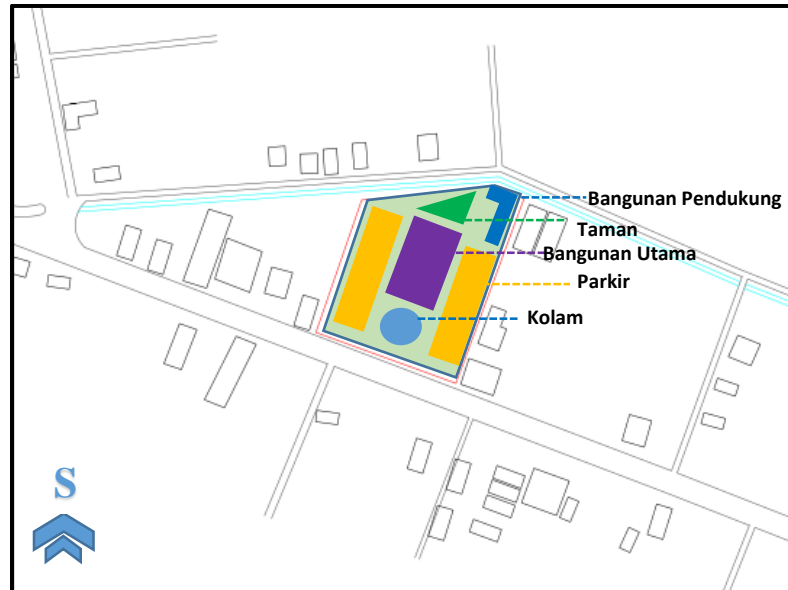 Bangunan Pendukung
Taman
Bangunan Utama
Parkir
Kolam
S